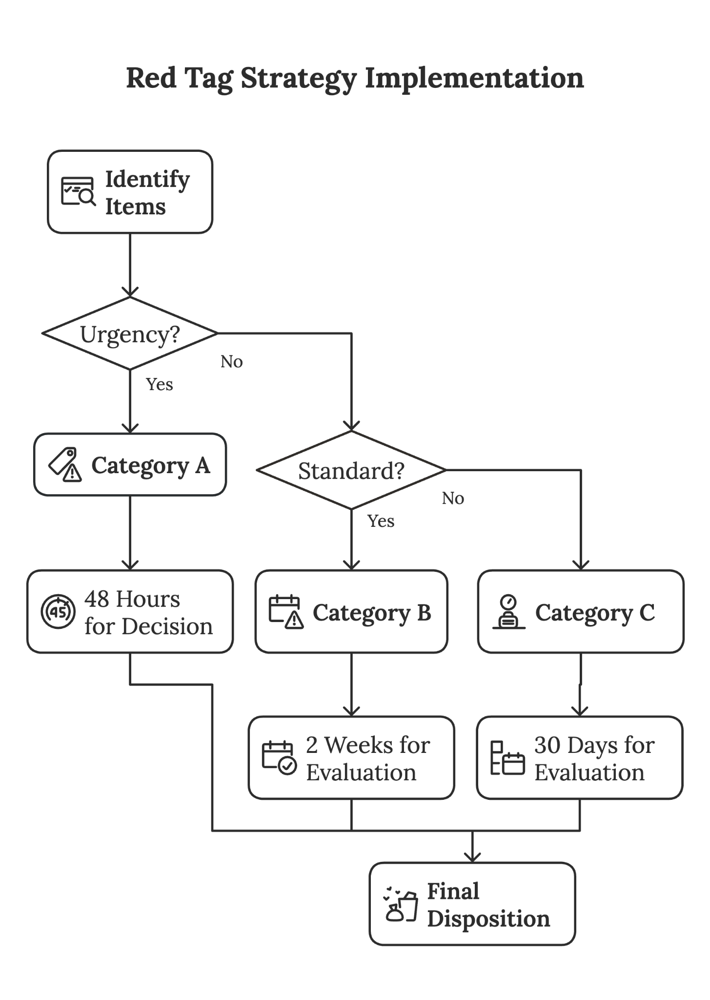 Red Tag Strategy Implementation
Identify
Items
Urgency?
No
Yes
Category A
Standard?
No
Yes
45
48 Hours
for Decision
Category B
Category C
2 Weeks for
Evaluation
30 Days for
Evaluation
Final
Disposition